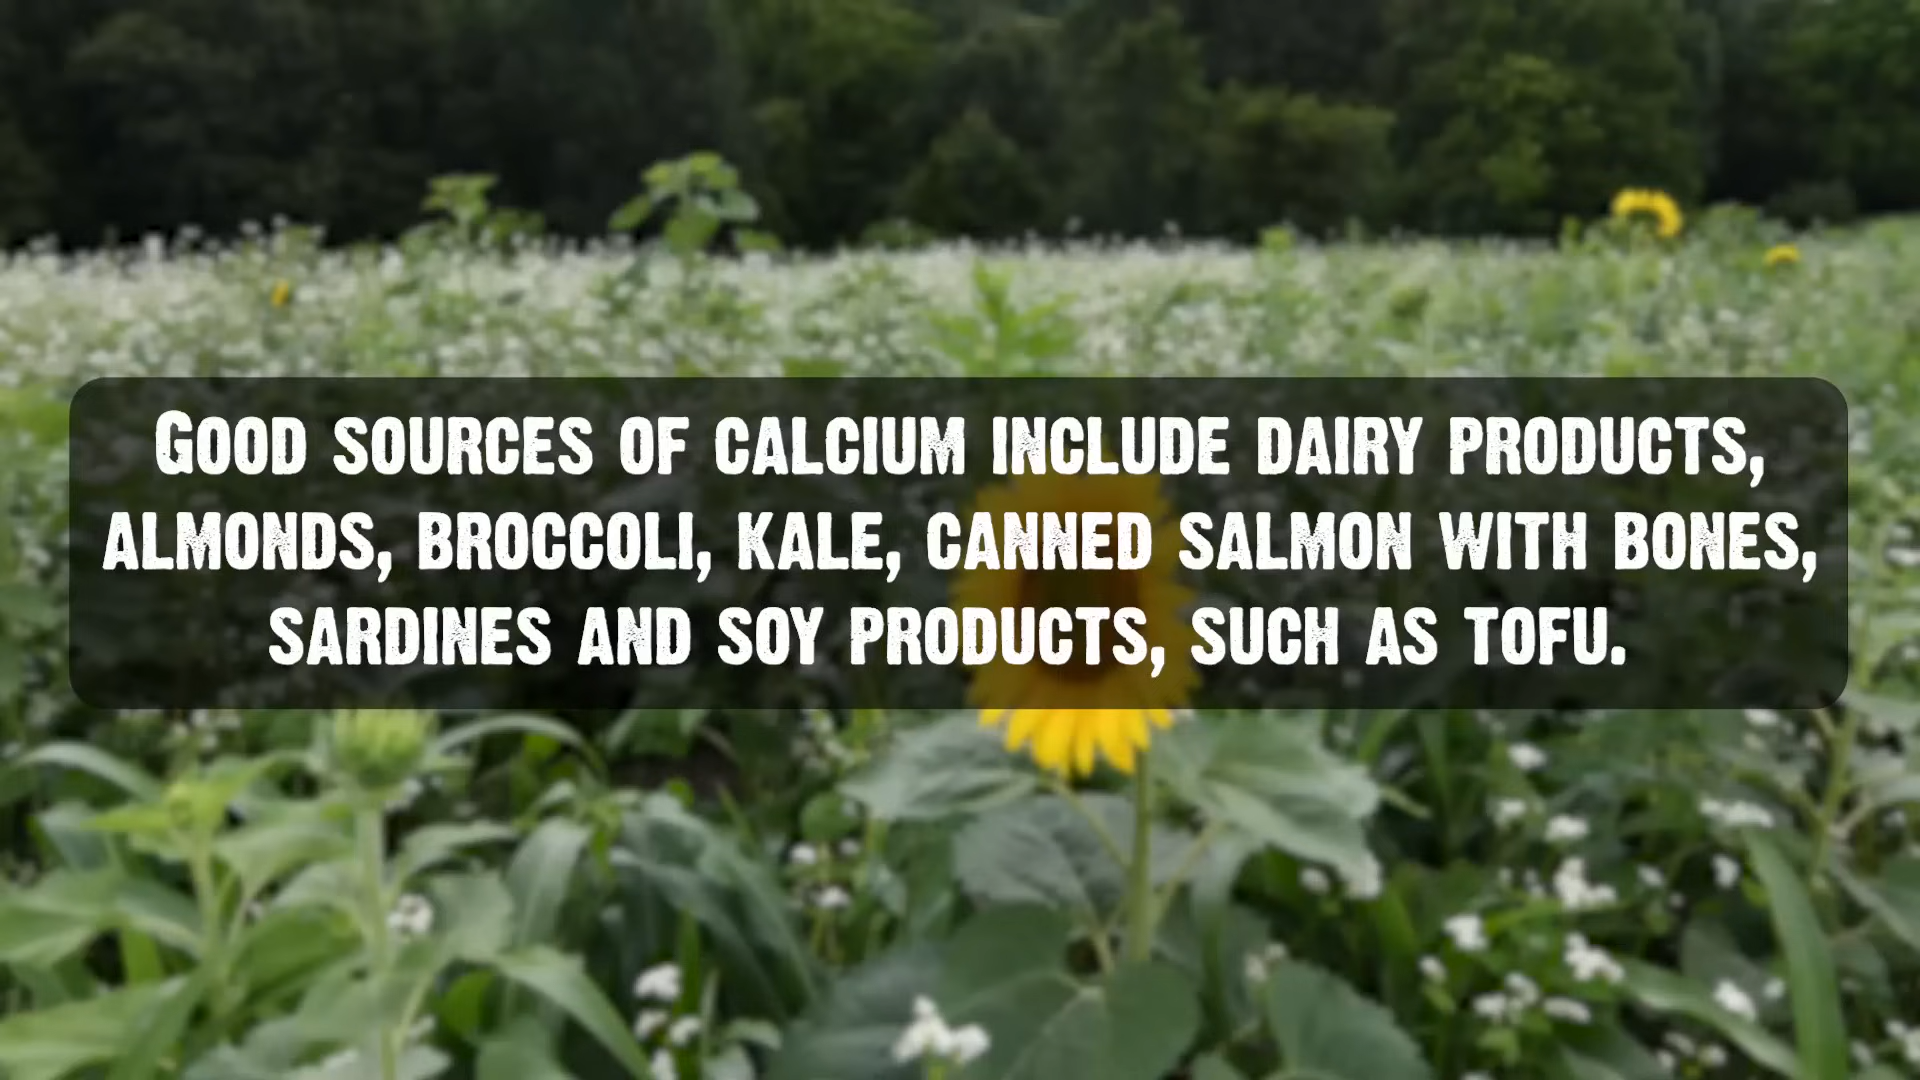 Good sources of calcium include dairy products,
almonds, broccoli, kale, canned salmon with bones,
sardines and soy products, such as tofu.